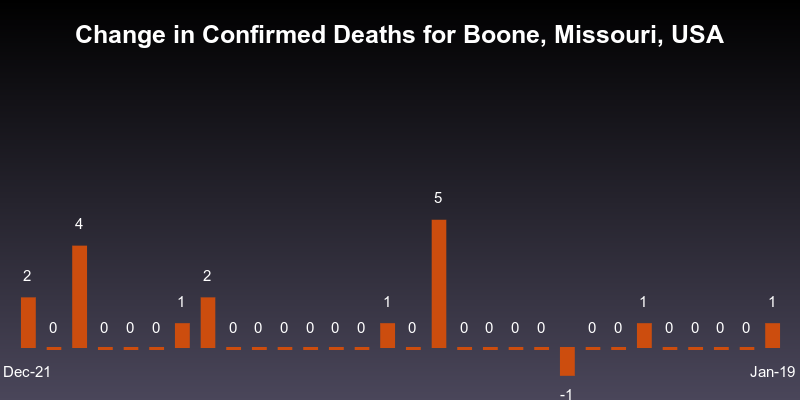 Change in Confirmed Deaths for Boone, Missouri, USA
5
4
2 2
1 1 1 1
0 0 0 0 0 0 0 0 0 0 0 0 0 0 0 0 0 0 0 0 0
Dec-21 Jan-19
-1